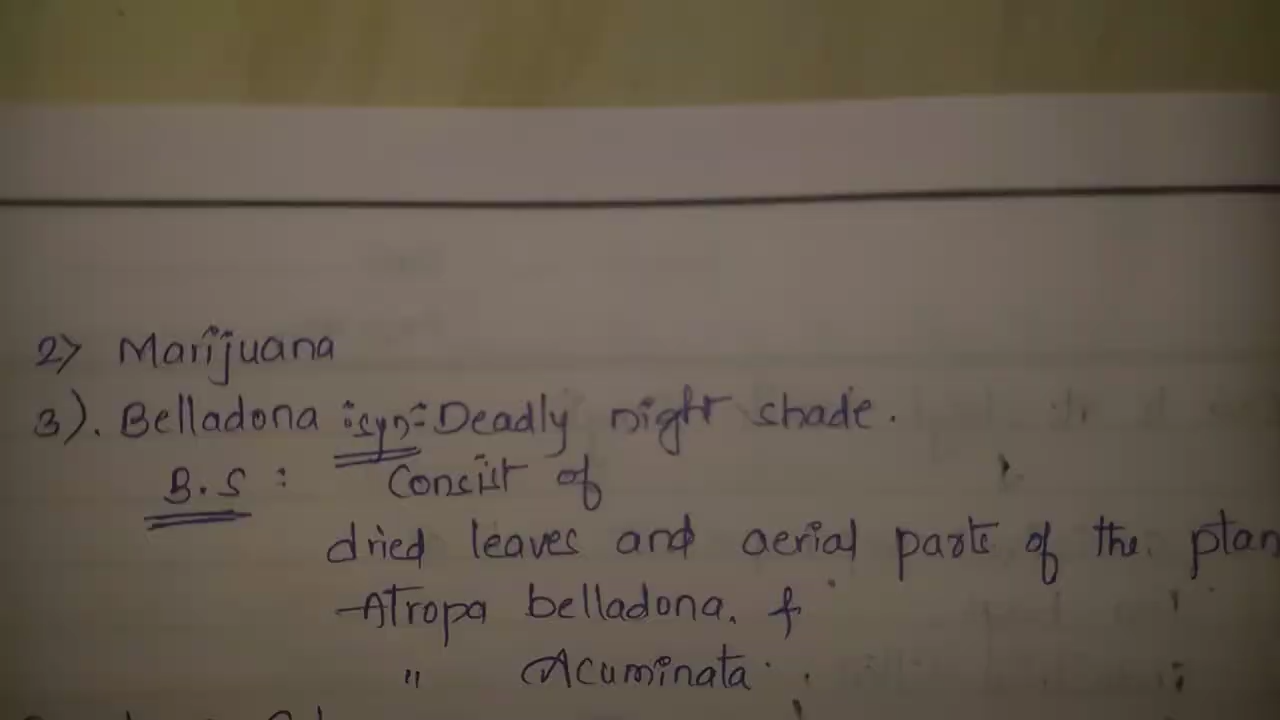 2) Marijuana
3). Belladona :syn:- Deadly night shade.
B.S : Consist of
dried leaves and aerial parts of the plan
Atropa belladona. &
" Acuminata.